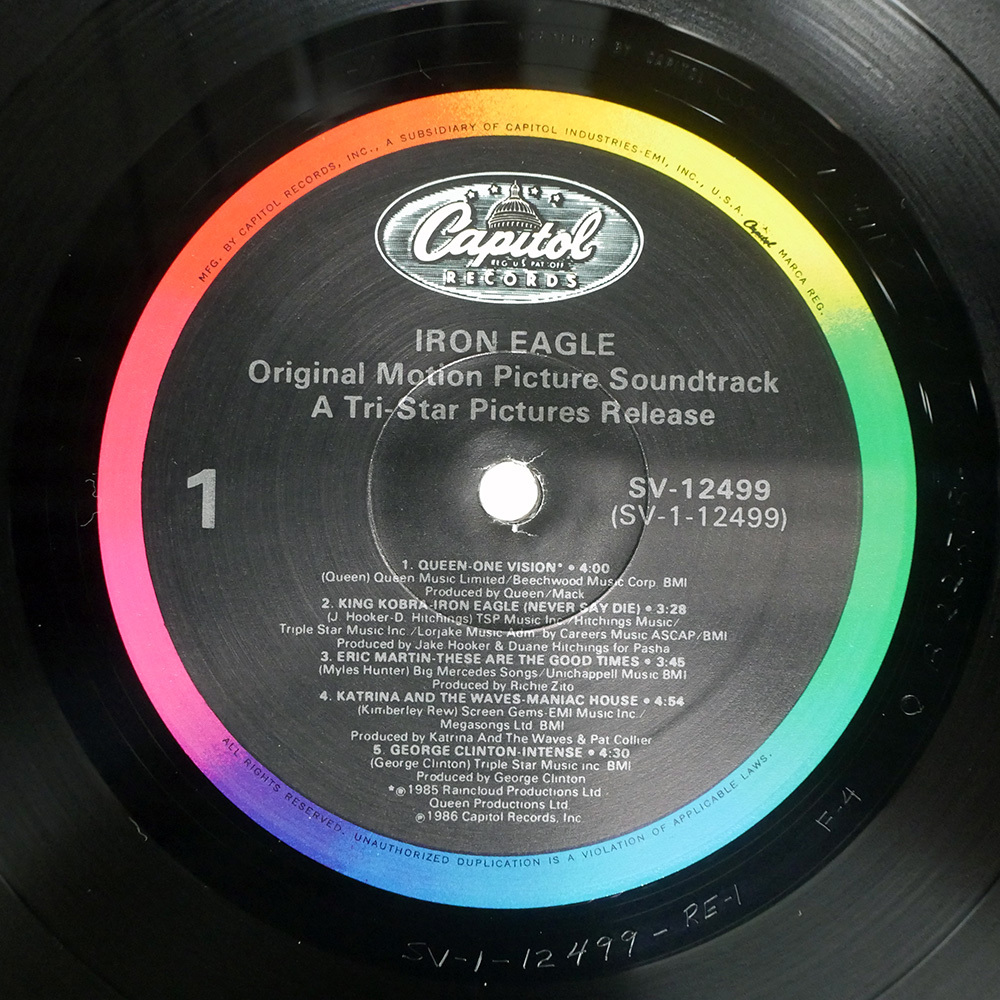 MFG. BY CAPITOL RECORDS, INC., A SUBSIDIARY OF CAPITOL INDUSTRIES-EMI, INC., U.S.A. Capitol MARCA REG.
Capitol
REG U S PAT OFF
RECORDS
IRON EAGLE
Original Motion Picture Soundtrack
A Tri-Star Pictures Release
1
SV-12499
(SV-1-12499)
1. QUEEN-ONE VISION* • 4:00
(Queen) Queen Music Limited/Beechwood Music Corp. BMI
Produced by Queen/Mack
2. KING KOBRA-IRON EAGLE (NEVER SAY DIE) • 3:28
(J. Hooker-D. Hitchings) TSP Music Inc/Hitchings Music/
Triple Star Music Inc./Lorjake Music Adm. by Careers Music ASCAP/BMI
Produced by Jake Hooker & Duane Hitchings for Pasha
3. ERIC MARTIN-THESE ARE THE GOOD TIMES • 3:45
(Myles Hunter) Big Mercedes Songs/Unichappell Music BMI
Produced by Richie Zito
4. KATRINA AND THE WAVES-MANIAC HOUSE • 4:54
(Kimberley Rew) Screen Gems-EMI Music Inc./
Megasongs Ltd BMI
Produced by Katrina And The Waves & Pat Collier
5. GEORGE CLINTON-INTENSE • 4:30
(George Clinton) Triple Star Music Inc BMI
Produced by George Clinton
*℗1985 Raincloud Productions Ltd
Queen Productions Ltd
℗1986 Capitol Records, Inc.
ALL RIGHTS RESERVED. UNAUTHORIZED DUPLICATION IS A VIOLATION OF APPLICABLE LAWS.
F-4
SV-1-12499-RE-1